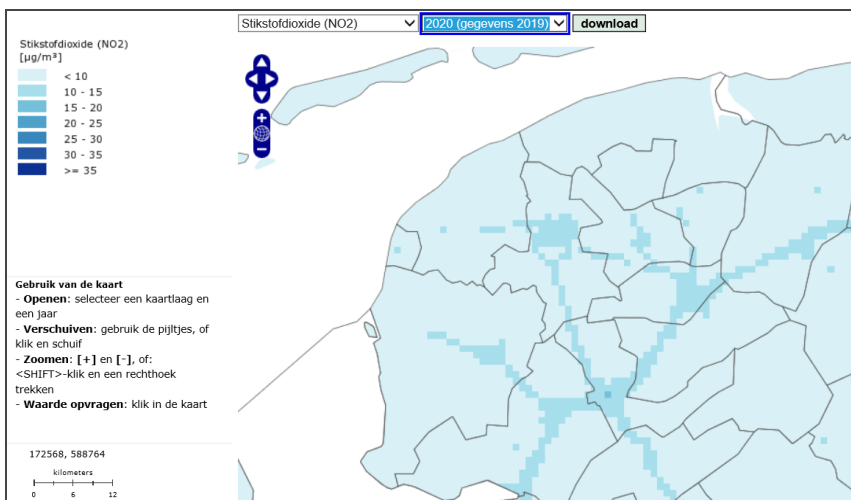 Stikstofdioxide (NO2) 2020 (gegevens 2019) download
Stikstofdioxide (NO2)
[µg/m³]
< 10
10 - 15
15 - 20
20 - 25
25 - 30
30 - 35
>= 35
Gebruik van de kaart
- Openen: selecteer een kaartlaag en
een jaar
- Verschuiven: gebruik de pijltjes, of
klik en schuif
- Zoomen: [+] en [-], of:
<SHIFT>-klik en een rechthoek
trekken
- Waarde opvragen: klik in de kaart
172568, 588764
kilometers
0 6 12